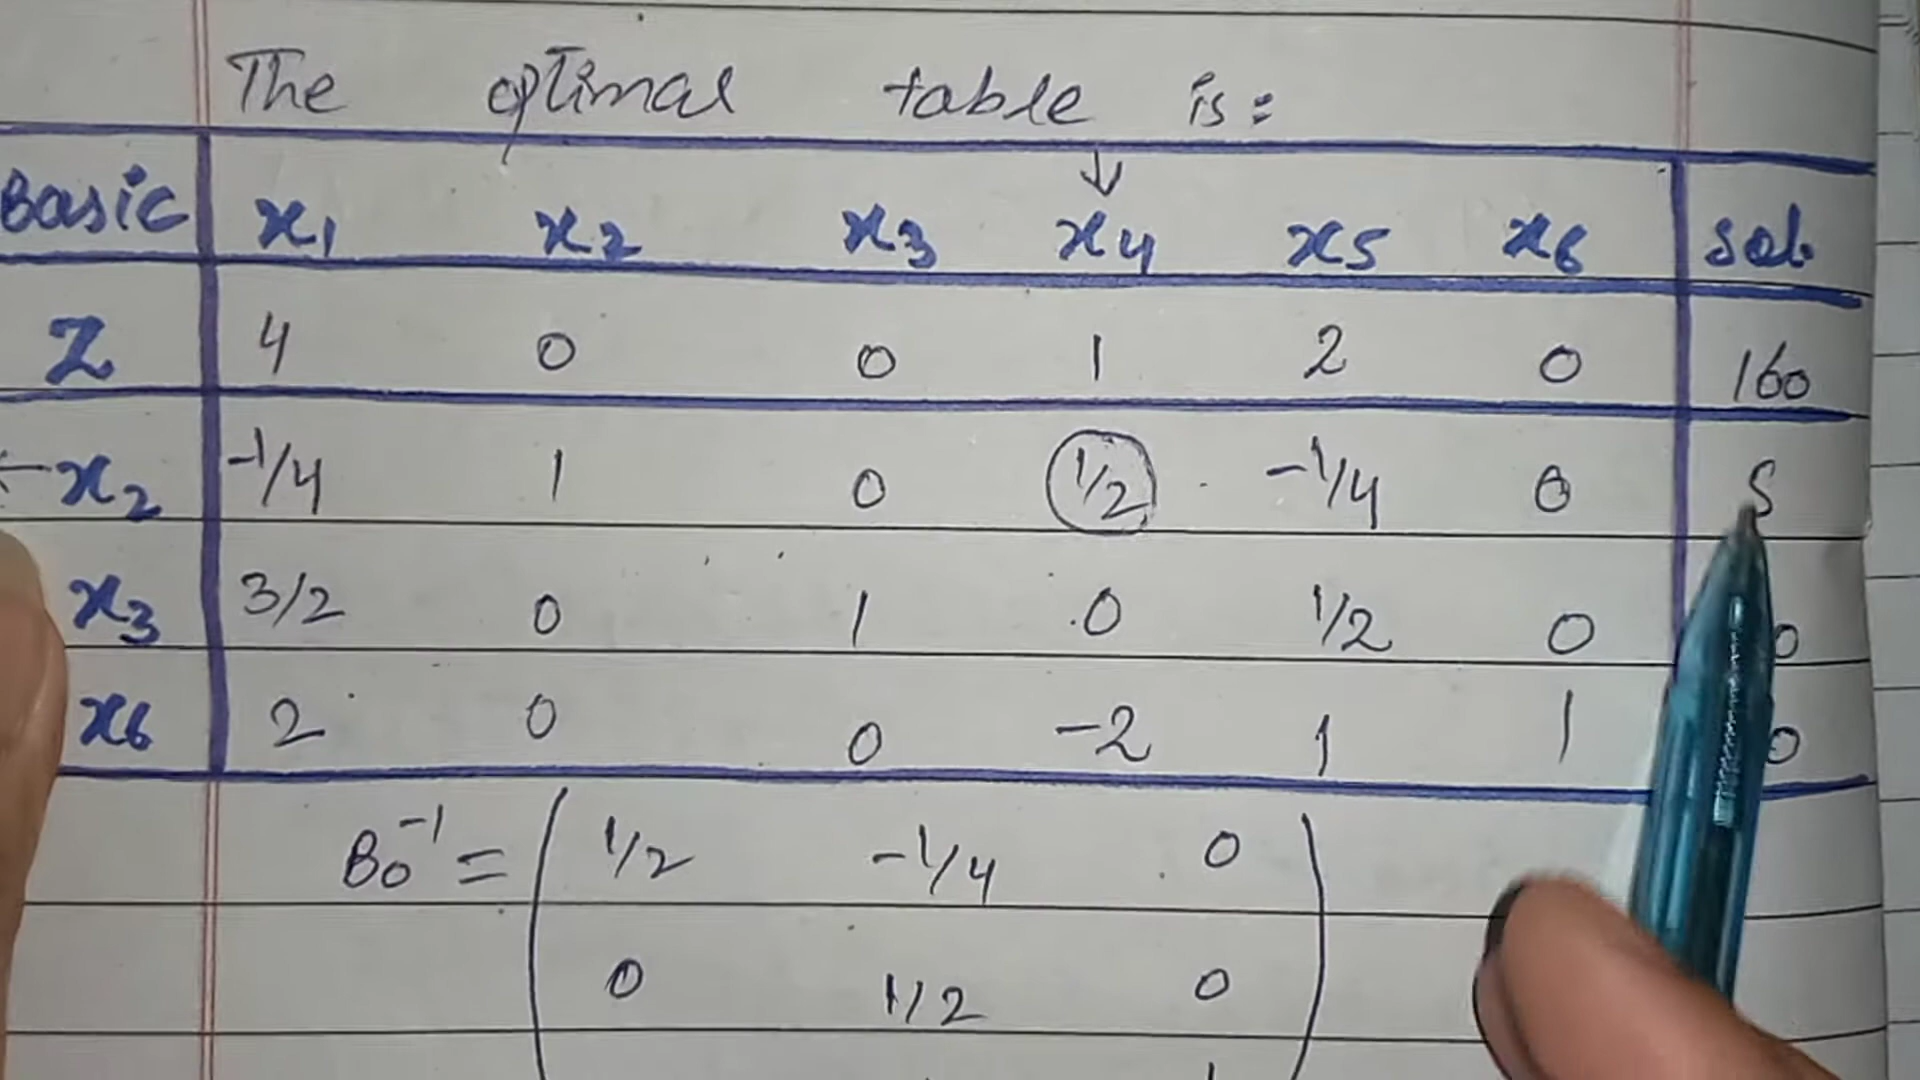 The optimal table is:
↓
Basic x₁ x₂ x₃ x₄ x₅ x₆ sol.
Z 4 0 0 1 2 0 160
←x₂ -1/4 1 0 1/2 -1/4 0 5
x₃ 3/2 0 1 0 1/2 0 0
x₆ 2 0 0 -2 1 1 0
B₀⁻¹ = ( 1/2 -1/4 0
0 1/2 0 )